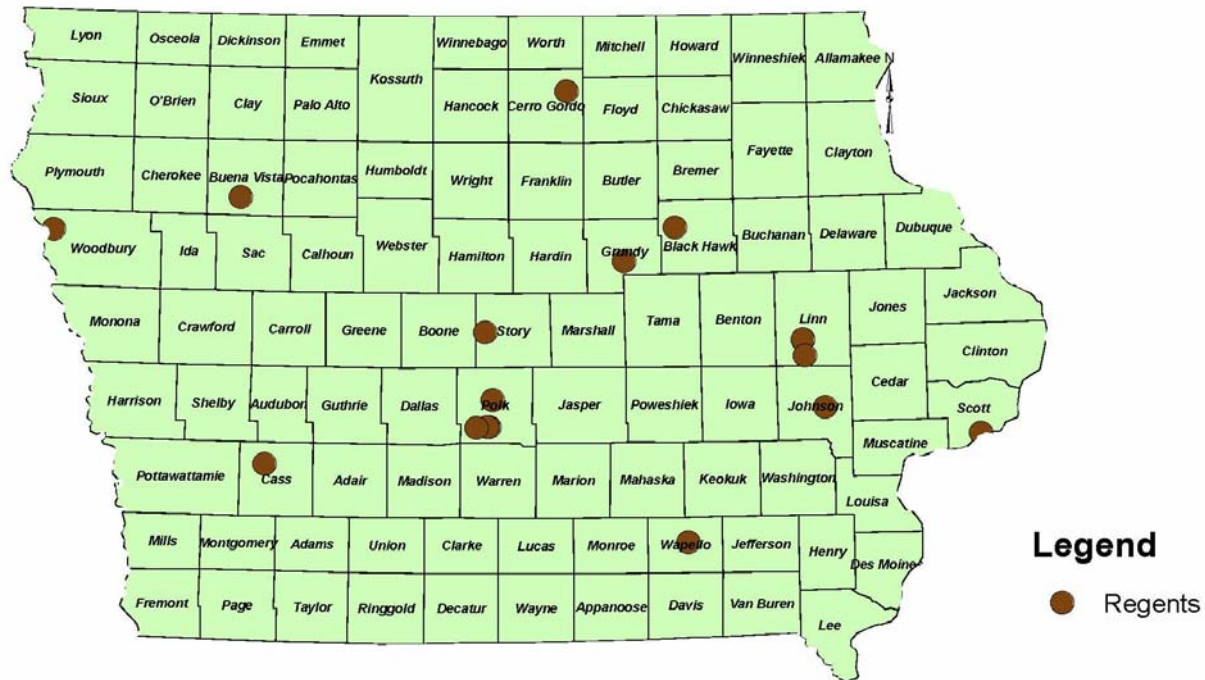 Lyon Osceola Dickinson Emmet Winnebago Worth Mitchell Howard Winneshiek Allamakee N
Kossuth
Sioux O'Brien Clay Palo Alto Hancock Cerro Gordo Floyd Chickasaw
Fayette Clayton
Plymouth Cherokee Buena Vista Pocahontas Humboldt Wright Franklin Butler Bremer
Woodbury Ida Sac Calhoun Webster Hamilton Hardin Grundy Black Hawk Buchanan Delaware Dubuque
Monona Crawford Carroll Greene Boone Story Marshall Tama Benton Linn Jones Jackson
Clinton
Harrison Shelby Audubon Guthrie Dallas Polk Jasper Poweshiek Iowa Johnson Cedar Scott
Muscatine
Pottawattamie Cass Adair Madison Warren Marion Mahaska Keokuk Washington
Louisa
Mills Montgomery Adams Union Clarke Lucas Monroe Wapello Jefferson Henry Des Moine
Fremont Page Taylor Ringgold Decatur Wayne Appanoose Davis Van Buren Lee
Legend
Regents